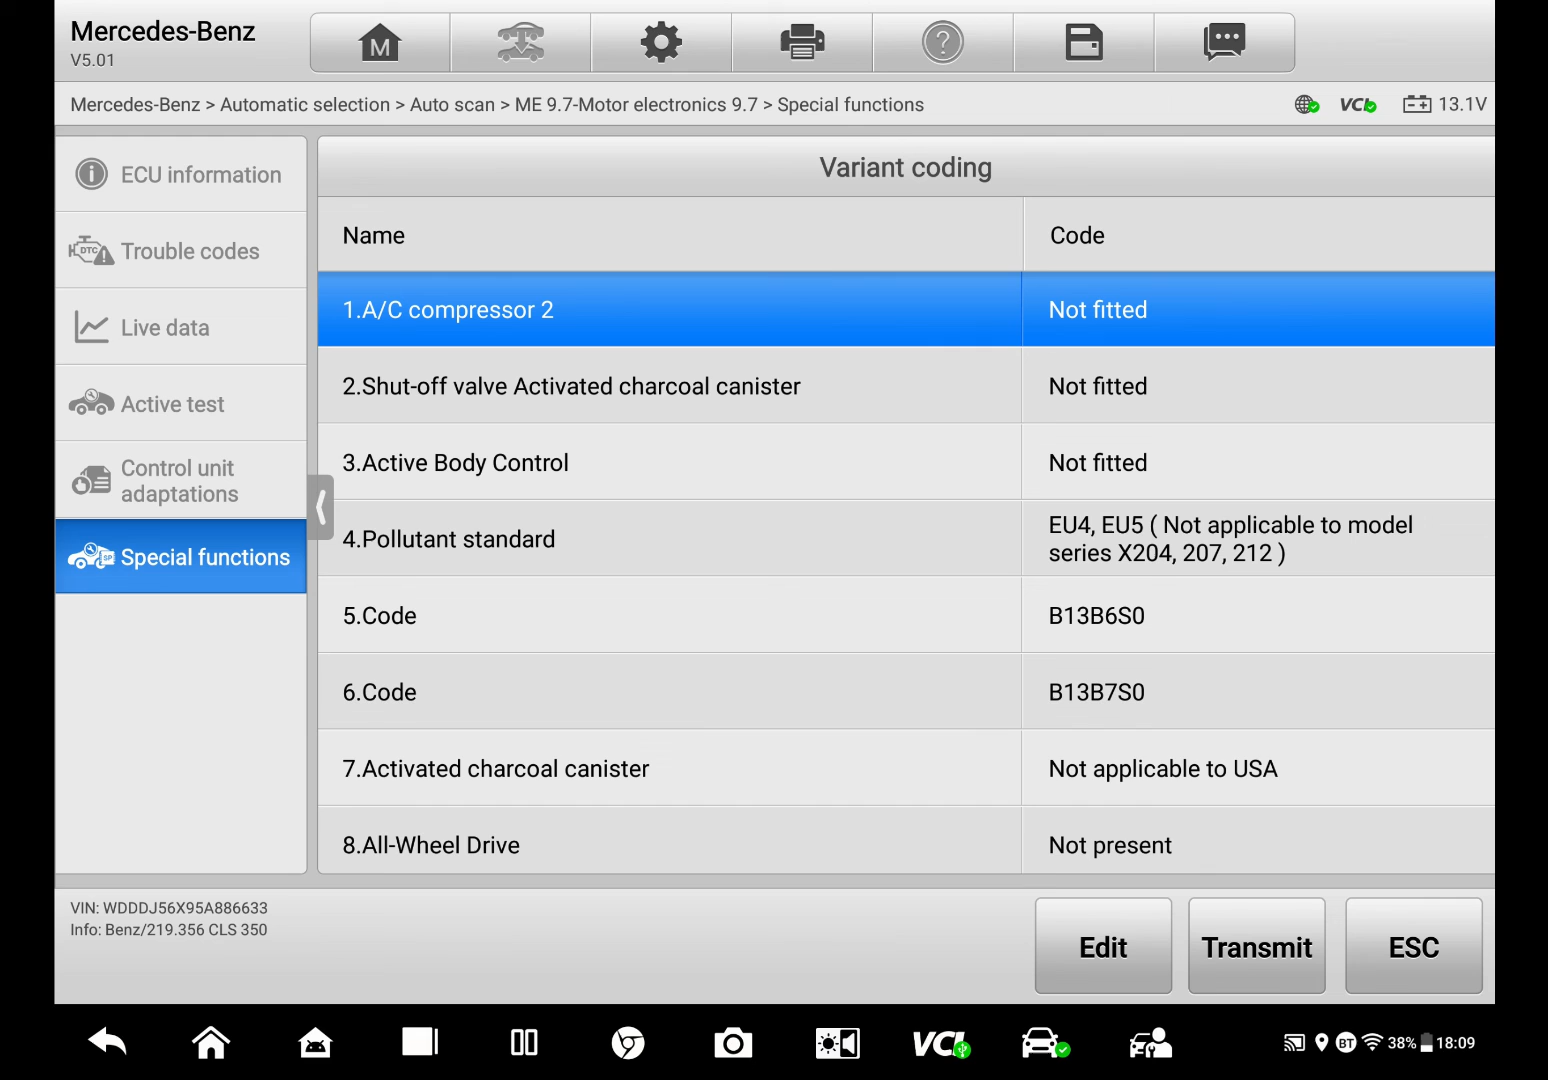 Mercedes-Benz
V5.01
M
?
Mercedes-Benz > Automatic selection > Auto scan > ME 9.7-Motor electronics 9.7 > Special functions
VCI
13.1V
ECU information
DTC
Trouble codes
Live data
Active test
Control unit
adaptations
SP
Special functions
Variant coding
Name
Code
1.A/C compressor 2
Not fitted
2.Shut-off valve Activated charcoal canister
Not fitted
3.Active Body Control
Not fitted
4.Pollutant standard
EU4, EU5 ( Not applicable to model
series X204, 207, 212 )
5.Code
B13B6S0
6.Code
B13B7S0
7.Activated charcoal canister
Not applicable to USA
8.All-Wheel Drive
Not present
VIN: WDDDJ56X95A886633
Info: Benz/219.356 CLS 350
Edit
Transmit
ESC
VCI
BT
38%
18:09